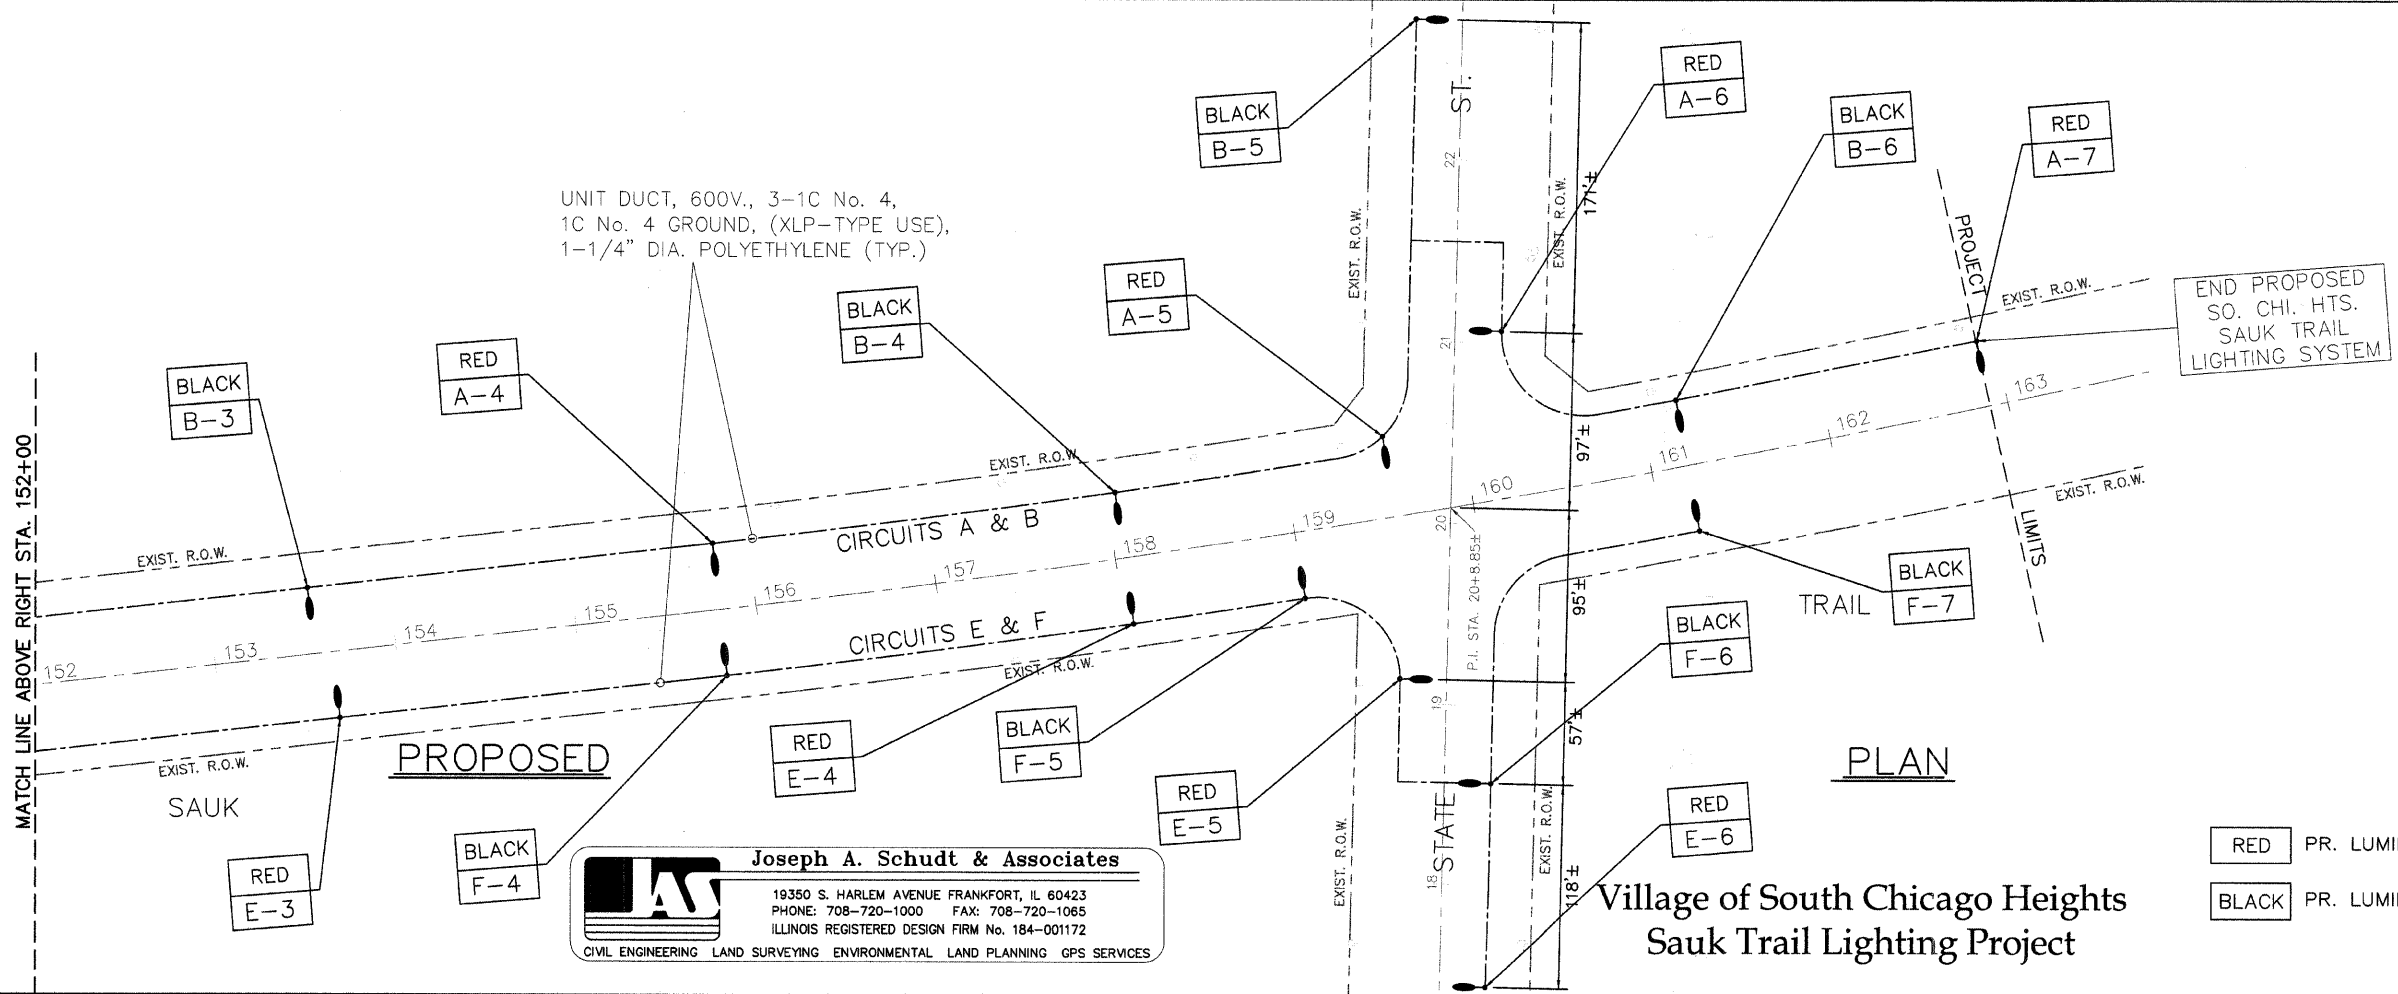 BLACK
B-5
RED
A-6
BLACK
B-6
RED
A-7
ST.
22
171'±
EXIST. R.O.W.
EXIST. R.O.W.
UNIT DUCT, 600V., 3-1C No. 4,
1C No. 4 GROUND, (XLP-TYPE USE),
1-1/4" DIA. POLYETHYLENE (TYP.)
BLACK
B-3
RED
A-4
BLACK
B-4
RED
A-5
21
PROJECT
EXIST. R.O.W.
END PROPOSED
SO. CHI. HTS.
SAUK TRAIL
LIGHTING SYSTEM
MATCH LINE ABOVE RIGHT STA. 152+00
EXIST. R.O.W.
EXIST. R.O.W.
CIRCUITS A & B
97'±
152
153
154
155
156
157
158
159
160
161
162
163
20
P.I. STA. 20+8.85±
95'±
EXIST. R.O.W.
LIMITS
CIRCUITS E & F
EXIST. R.O.W.
TRAIL
BLACK
F-7
BLACK
F-6
19
57'±
EXIST. R.O.W.
SAUK
PROPOSED
PLAN
RED
E-3
BLACK
F-4
RED
E-4
BLACK
F-5
RED
E-5
RED
E-6
STATE
18
118'±
EXIST. R.O.W.
EXIST. R.O.W.
JAS
Joseph A. Schudt & Associates
19350 S. HARLEM AVENUE FRANKFORT, IL 60423
PHONE: 708-720-1000 FAX: 708-720-1065
ILLINOIS REGISTERED DESIGN FIRM No. 184-001172
CIVIL ENGINEERING LAND SURVEYING ENVIRONMENTAL LAND PLANNING GPS SERVICES
Village of South Chicago Heights
Sauk Trail Lighting Project
RED PR.
BLACK PR.